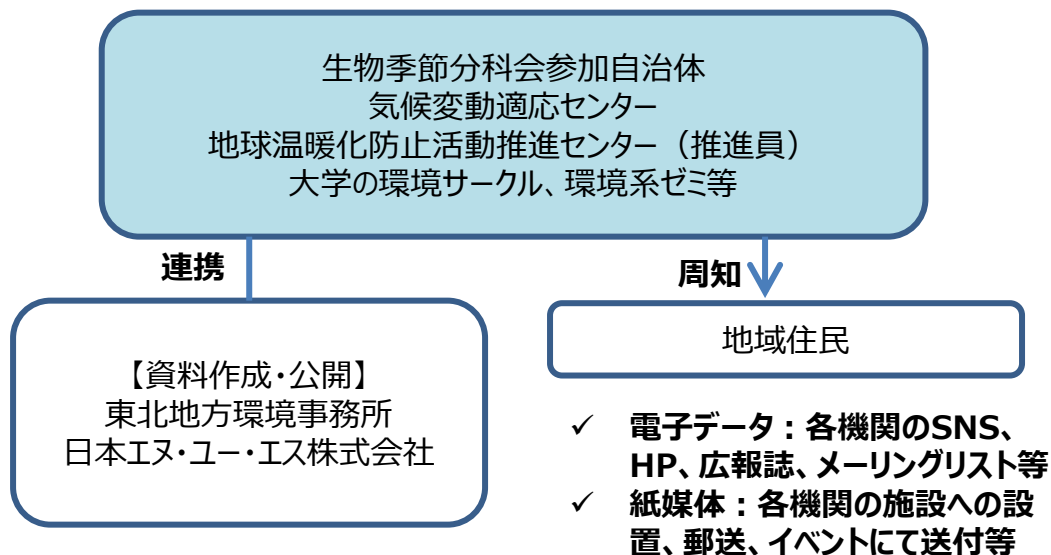 生物季節分科会参加自治体
気候変動適応センター
地球温暖化防止活動推進センター（推進員）
大学の環境サークル、環境系ゼミ等
連携
周知
【資料作成・公開】
東北地方環境事務所
日本エヌ・ユー・エス株式会社
地域住民
✓ 電子データ：各機関のSNS、
HP、広報誌、メーリングリスト等
✓ 紙媒体：各機関の施設への設
置、郵送、イベントにて送付等